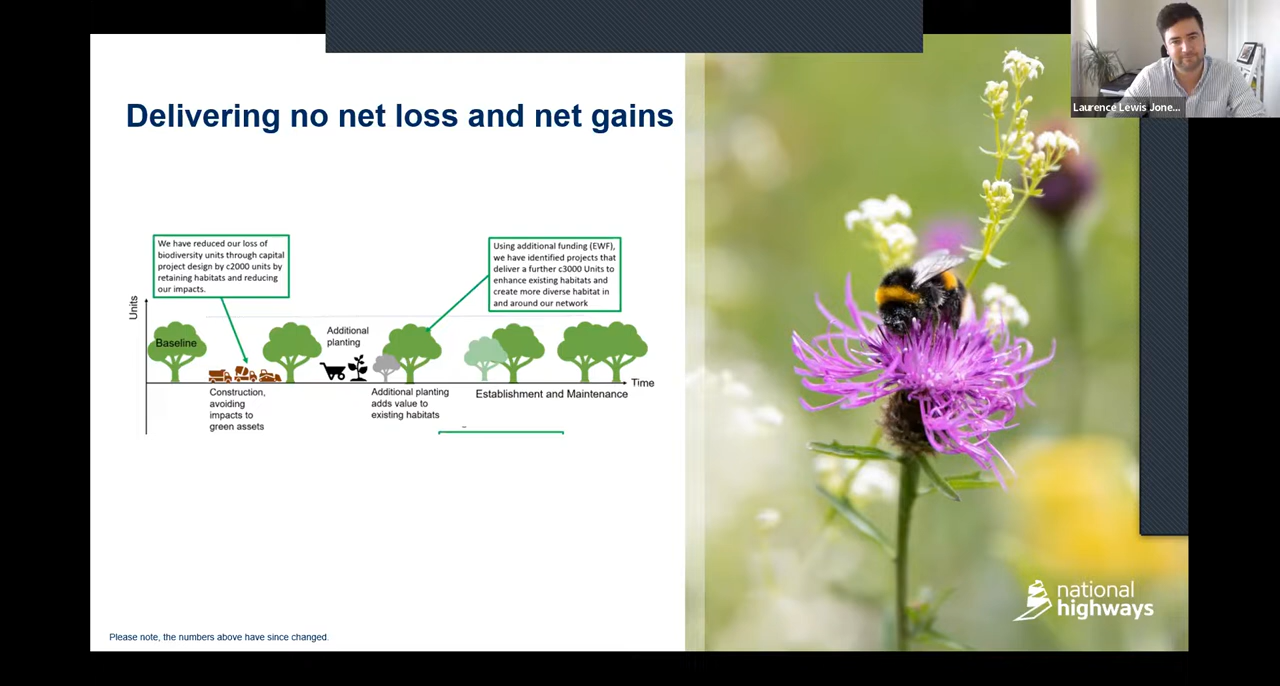 Laurence Lewis Jone...
Delivering no net loss and net gains
We have reduced our loss of
biodiversity units through capital
project design by c2000 units by
retaining habitats and reducing
our impacts.
Using additional funding (EWF),
we have identified projects that
deliver a further c3000 Units to
enhance existing habitats and
create more diverse habitat in
and around our network
Units
Baseline
Additional
planting
Time
Construction,
avoiding
impacts to
green assets
Additional planting
adds value to
existing habitats
Establishment and Maintenance
national
highways
Please note, the numbers above have since changed.